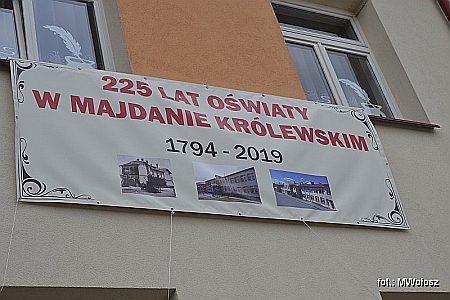 225 LAT OŚWIATY
W MAJDANIE KRÓLEWSKIM
1794 - 2019
fot.: MWołosz